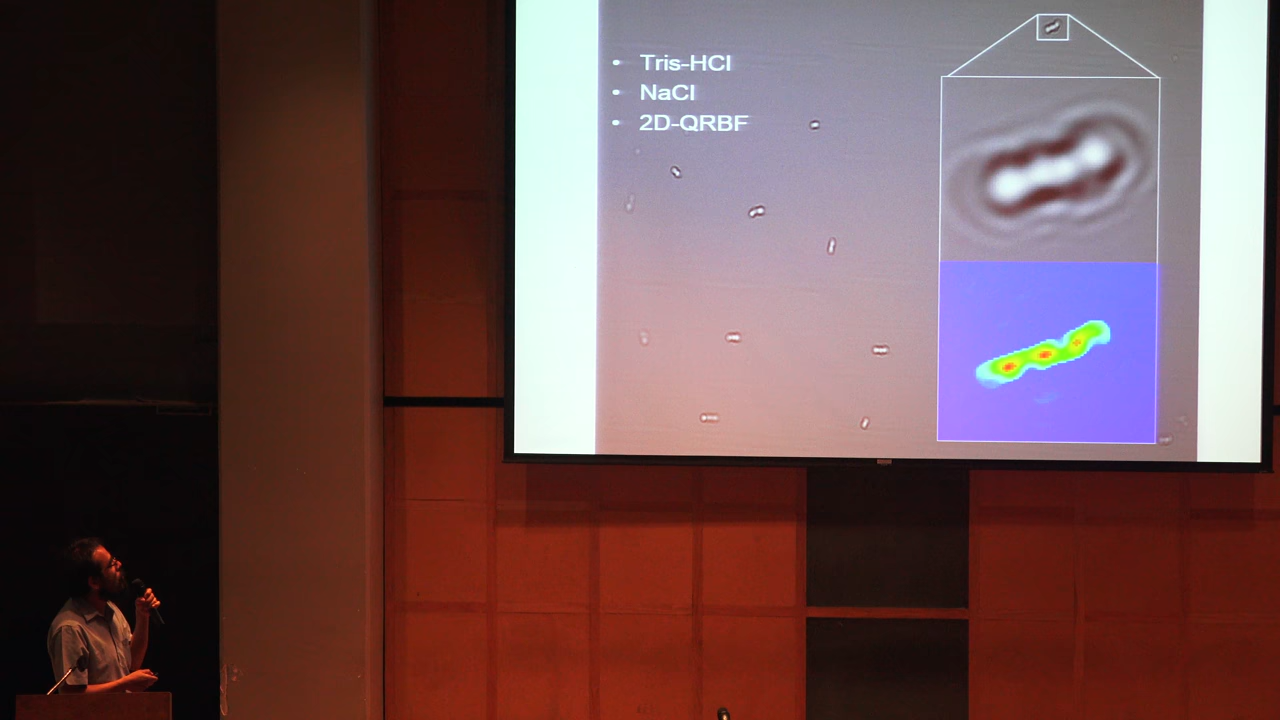 • Tris-HCl
• NaCl
• 2D-QRBF